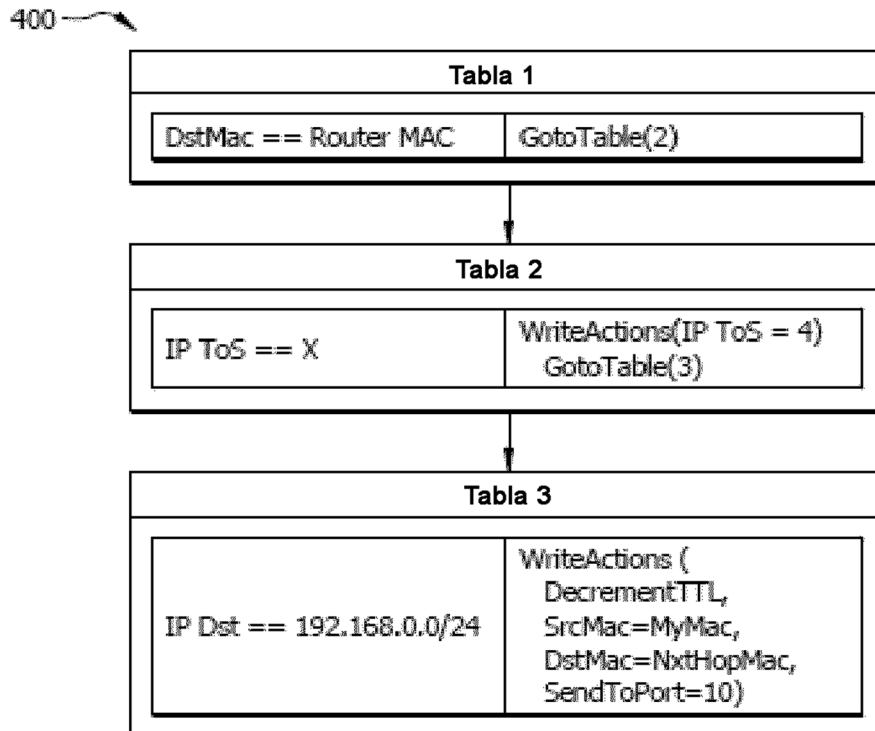 400
Tabla 1
DstMac == Router MAC
GotoTable(2)
Tabla 2
IP ToS == X
WriteActions(IP ToS = 4)
GotoTable(3)
Tabla 3
IP Dst == 192.168.0.0/24
WriteActions (
DecrementTTL,
SrcMac=MyMac,
DstMac=NxtHopMac,
SendToPort=10)